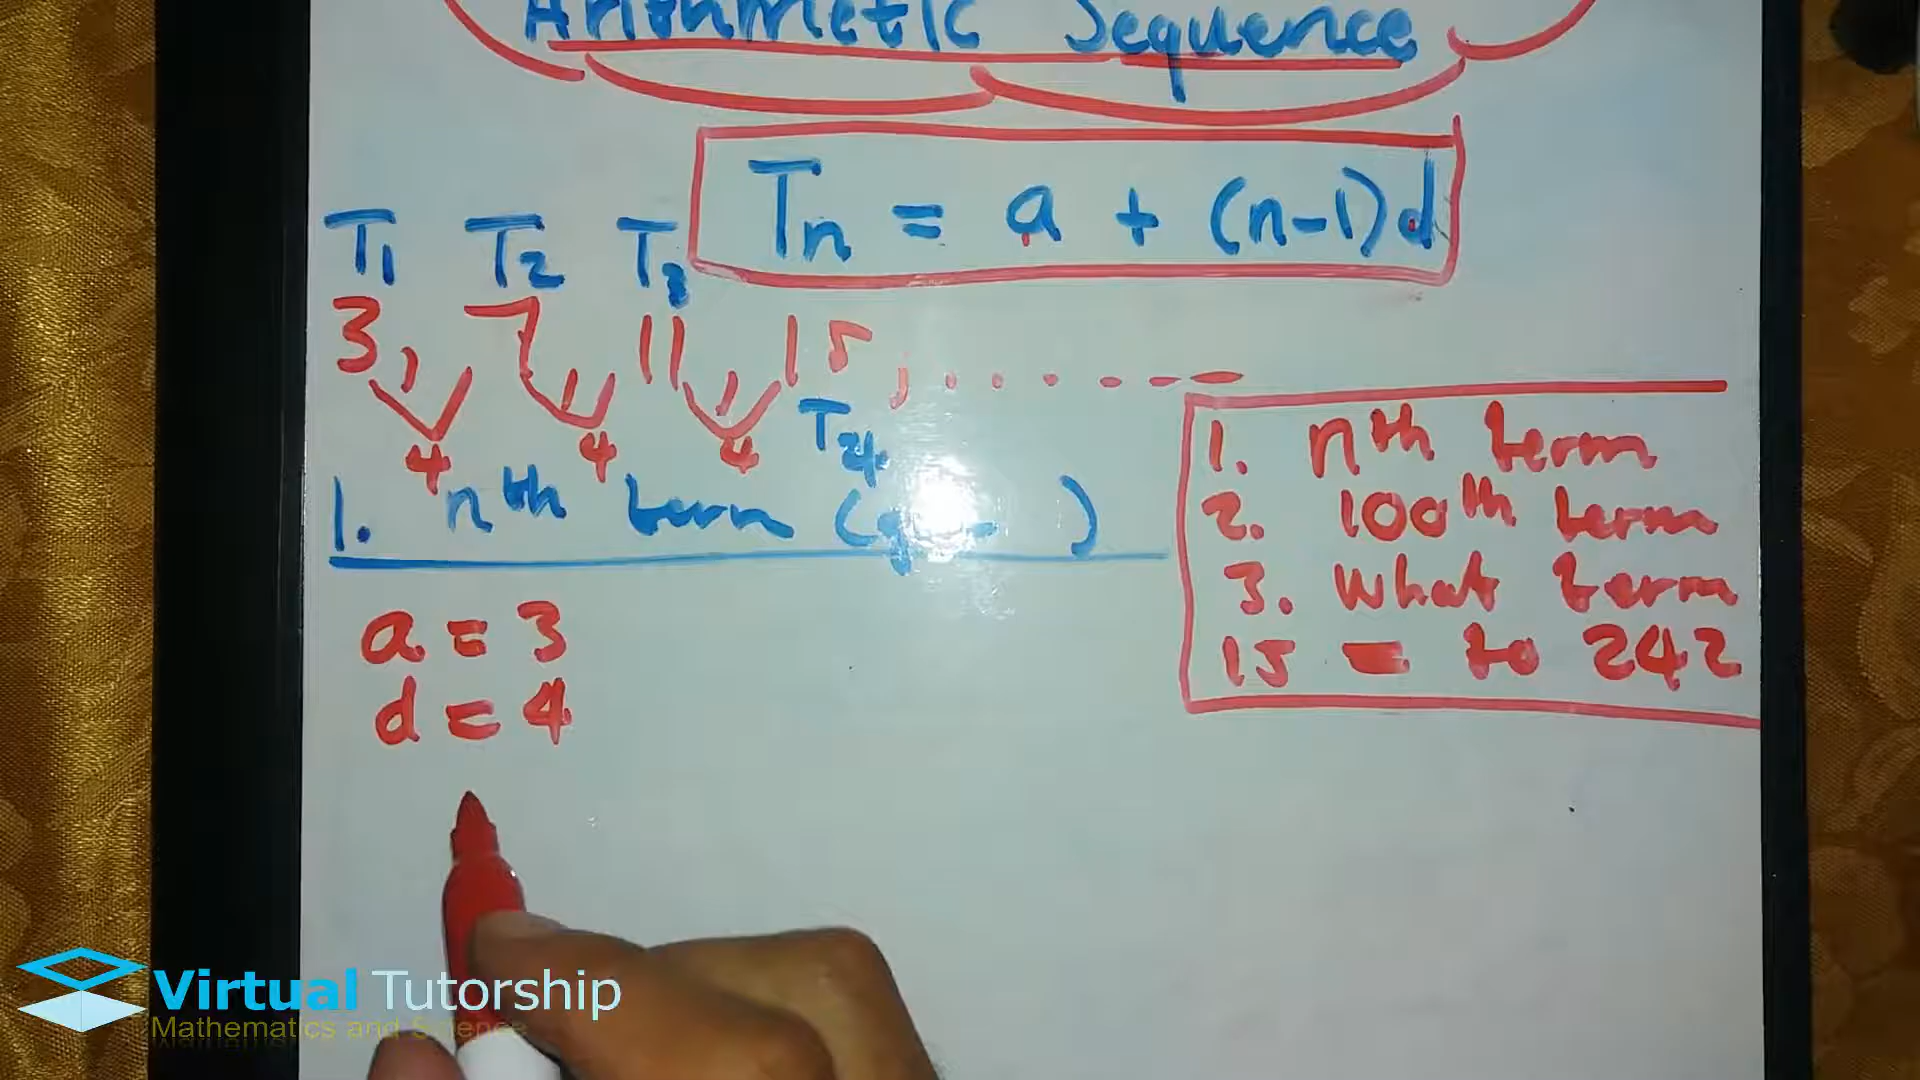 Arithmetic Sequence
Tn = a + (n-1)d
T1 T2 T3
3, 7, 11, 15, . . . . . .
4 4 4 T4
1. nth term ( )
a = 3
d = 4
1. nth term
2. 100th term
3. what term
is = to 242
Virtual Tutorship
Mathematics and Science